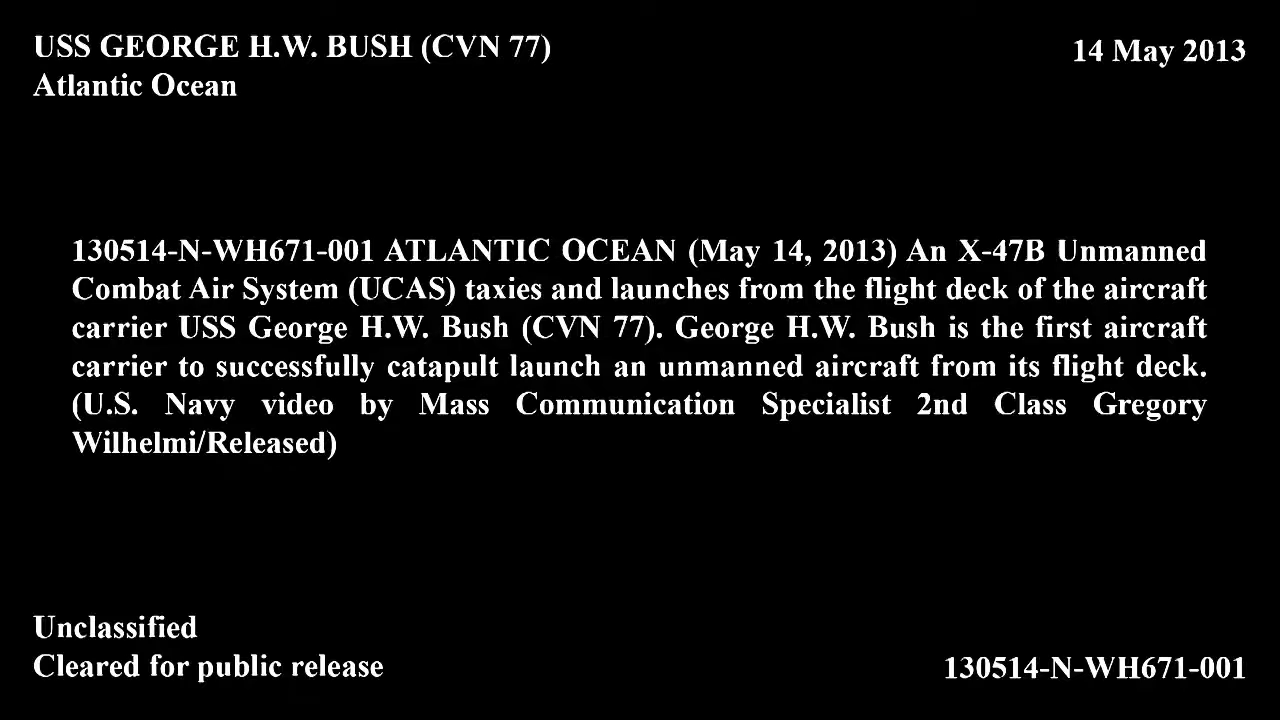 USS GEORGE H.W. BUSH (CVN 77)
Atlantic Ocean
14 May 2013
130514-N-WH671-001 ATLANTIC OCEAN (May 14, 2013) An X-47B Unmanned
Combat Air System (UCAS) taxies and launches from the flight deck of the aircraft
carrier USS George H.W. Bush (CVN 77). George H.W. Bush is the first aircraft
carrier to successfully catapult launch an unmanned aircraft from its flight deck.
(U.S. Navy video by Mass Communication Specialist 2nd Class Gregory
Wilhelmi/Released)
Unclassified
Cleared for public release
130514-N-WH671-001